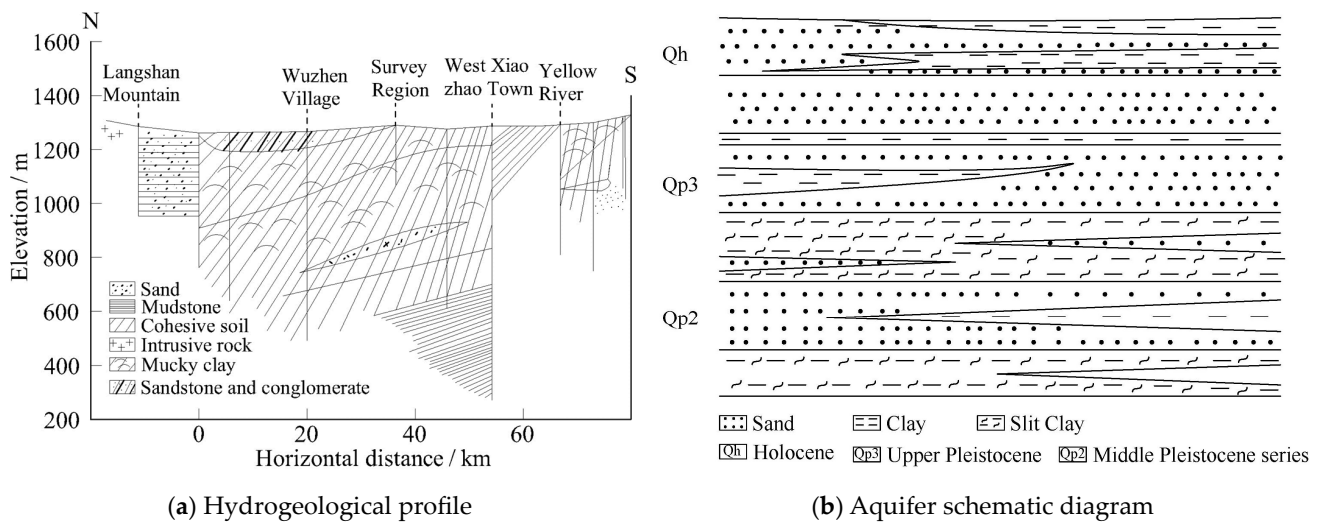 N
S
1600
1400
1200
1000
800
600
400
200
Elevation / m
Langshan
Mountain
Wuzhen
Village
Survey
Region
West Xiao
zhao Town
Yellow
River
Sand
Mudstone
Cohesive soil
Intrusive rock
Mucky clay
Sandstone and conglomerate
0 20 40 60
Horizontal distance / km
(a) Hydrogeological profile
Qh
Qp3
Qp2
Sand Clay Slit Clay
Qh Holocene Qp3 Upper Pleistocene Qp2 Middle Pleistocene series
(b) Aquifer schematic diagram